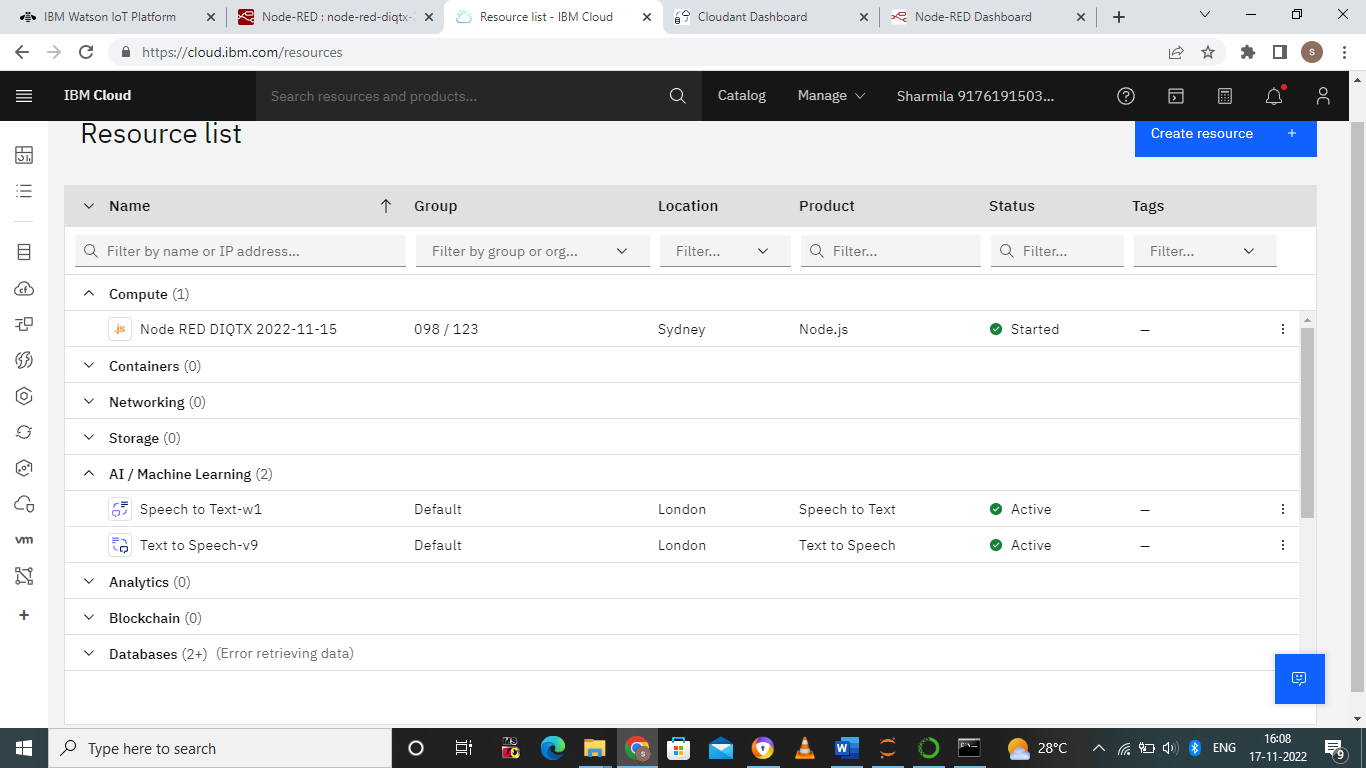 IBM Watson IoT Platform
Node-RED : node-red-diqtx-
Resource list - IBM Cloud
Cloudant Dashboard
Node-RED Dashboard
https://cloud.ibm.com/resources
S
IBM Cloud
Search resources and products...
Catalog
Manage
Sharmila 9176191503...
Resource list
Create resource +
Name Group Location Product Status Tags
Filter by name or IP address... Filter by group or org... Filter... Filter... Filter... Filter...
Compute (1)
.js Node RED DIQTX 2022-11-15 098 / 123 Sydney Node.js Started –
Containers (0)
Networking (0)
Storage (0)
AI / Machine Learning (2)
Speech to Text-w1 Default London Speech to Text Active –
Text to Speech-v9 Default London Text to Speech Active –
vm
Analytics (0)
Blockchain (0)
Databases (2+) (Error retrieving data)
Type here to search
28°C
ENG
16:08
17-11-2022
9